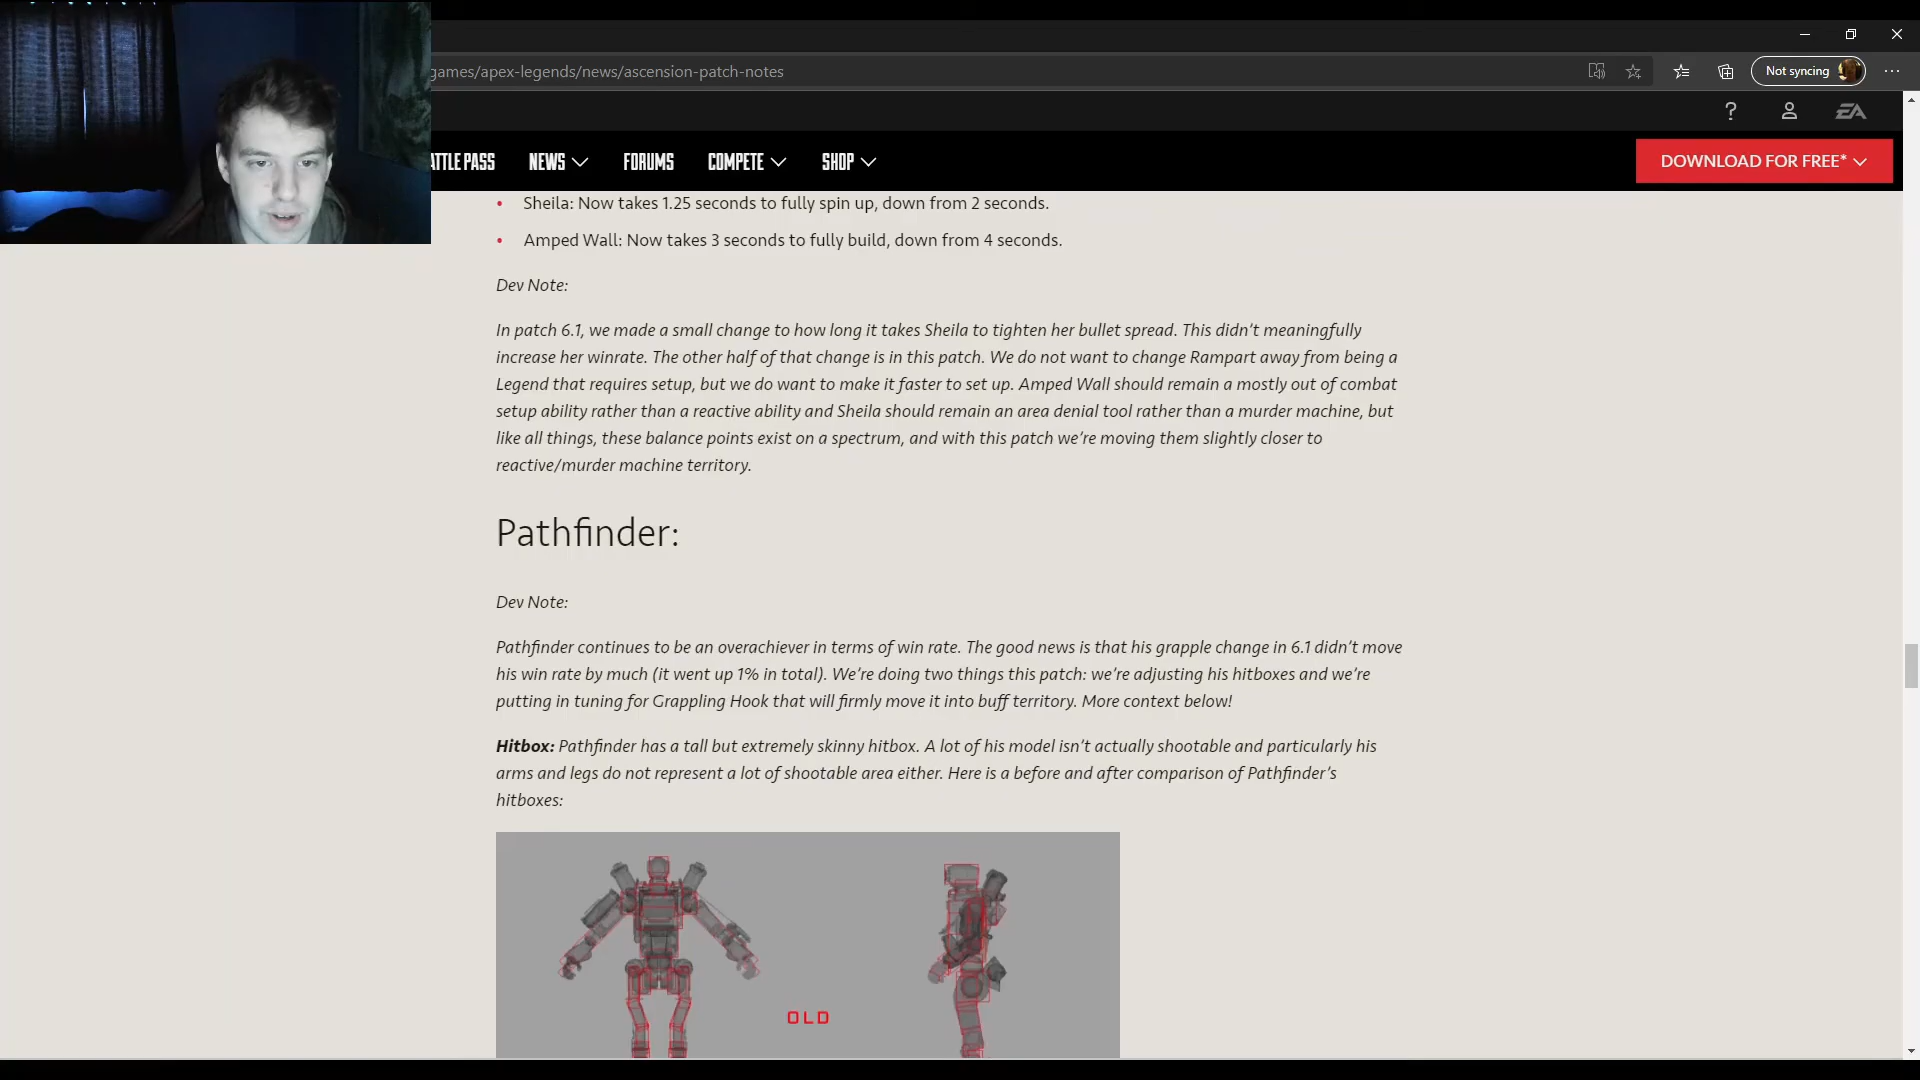 games/apex-legends/news/ascension-patch-notes
Not syncing
?
EA
ATTLE PASS
NEWS
FORUMS
COMPETE
SHOP
DOWNLOAD FOR FREE*
• Sheila: Now takes 1.25 seconds to fully spin up, down from 2 seconds.
• Amped Wall: Now takes 3 seconds to fully build, down from 4 seconds.
Dev Note:
In patch 6.1, we made a small change to how long it takes Sheila to tighten her bullet spread. This didn’t meaningfully
increase her winrate. The other half of that change is in this patch. We do not want to change Rampart away from being a
Legend that requires setup, but we do want to make it faster to set up. Amped Wall should remain a mostly out of combat
setup ability rather than a reactive ability and Sheila should remain an area denial tool rather than a murder machine, but
like all things, these balance points exist on a spectrum, and with this patch we’re moving them slightly closer to
reactive/murder machine territory.
Pathfinder:
Dev Note:
Pathfinder continues to be an overachiever in terms of win rate. The good news is that his grapple change in 6.1 didn’t move
his win rate by much (it went up 1% in total). We’re doing two things this patch: we’re adjusting his hitboxes and we’re
putting in tuning for Grappling Hook that will firmly move it into buff territory. More context below!
Hitbox: Pathfinder has a tall but extremely skinny hitbox. A lot of his model isn’t actually shootable and particularly his
arms and legs do not represent a lot of shootable area either. Here is a before and after comparison of Pathfinder’s
hitboxes:
OLD